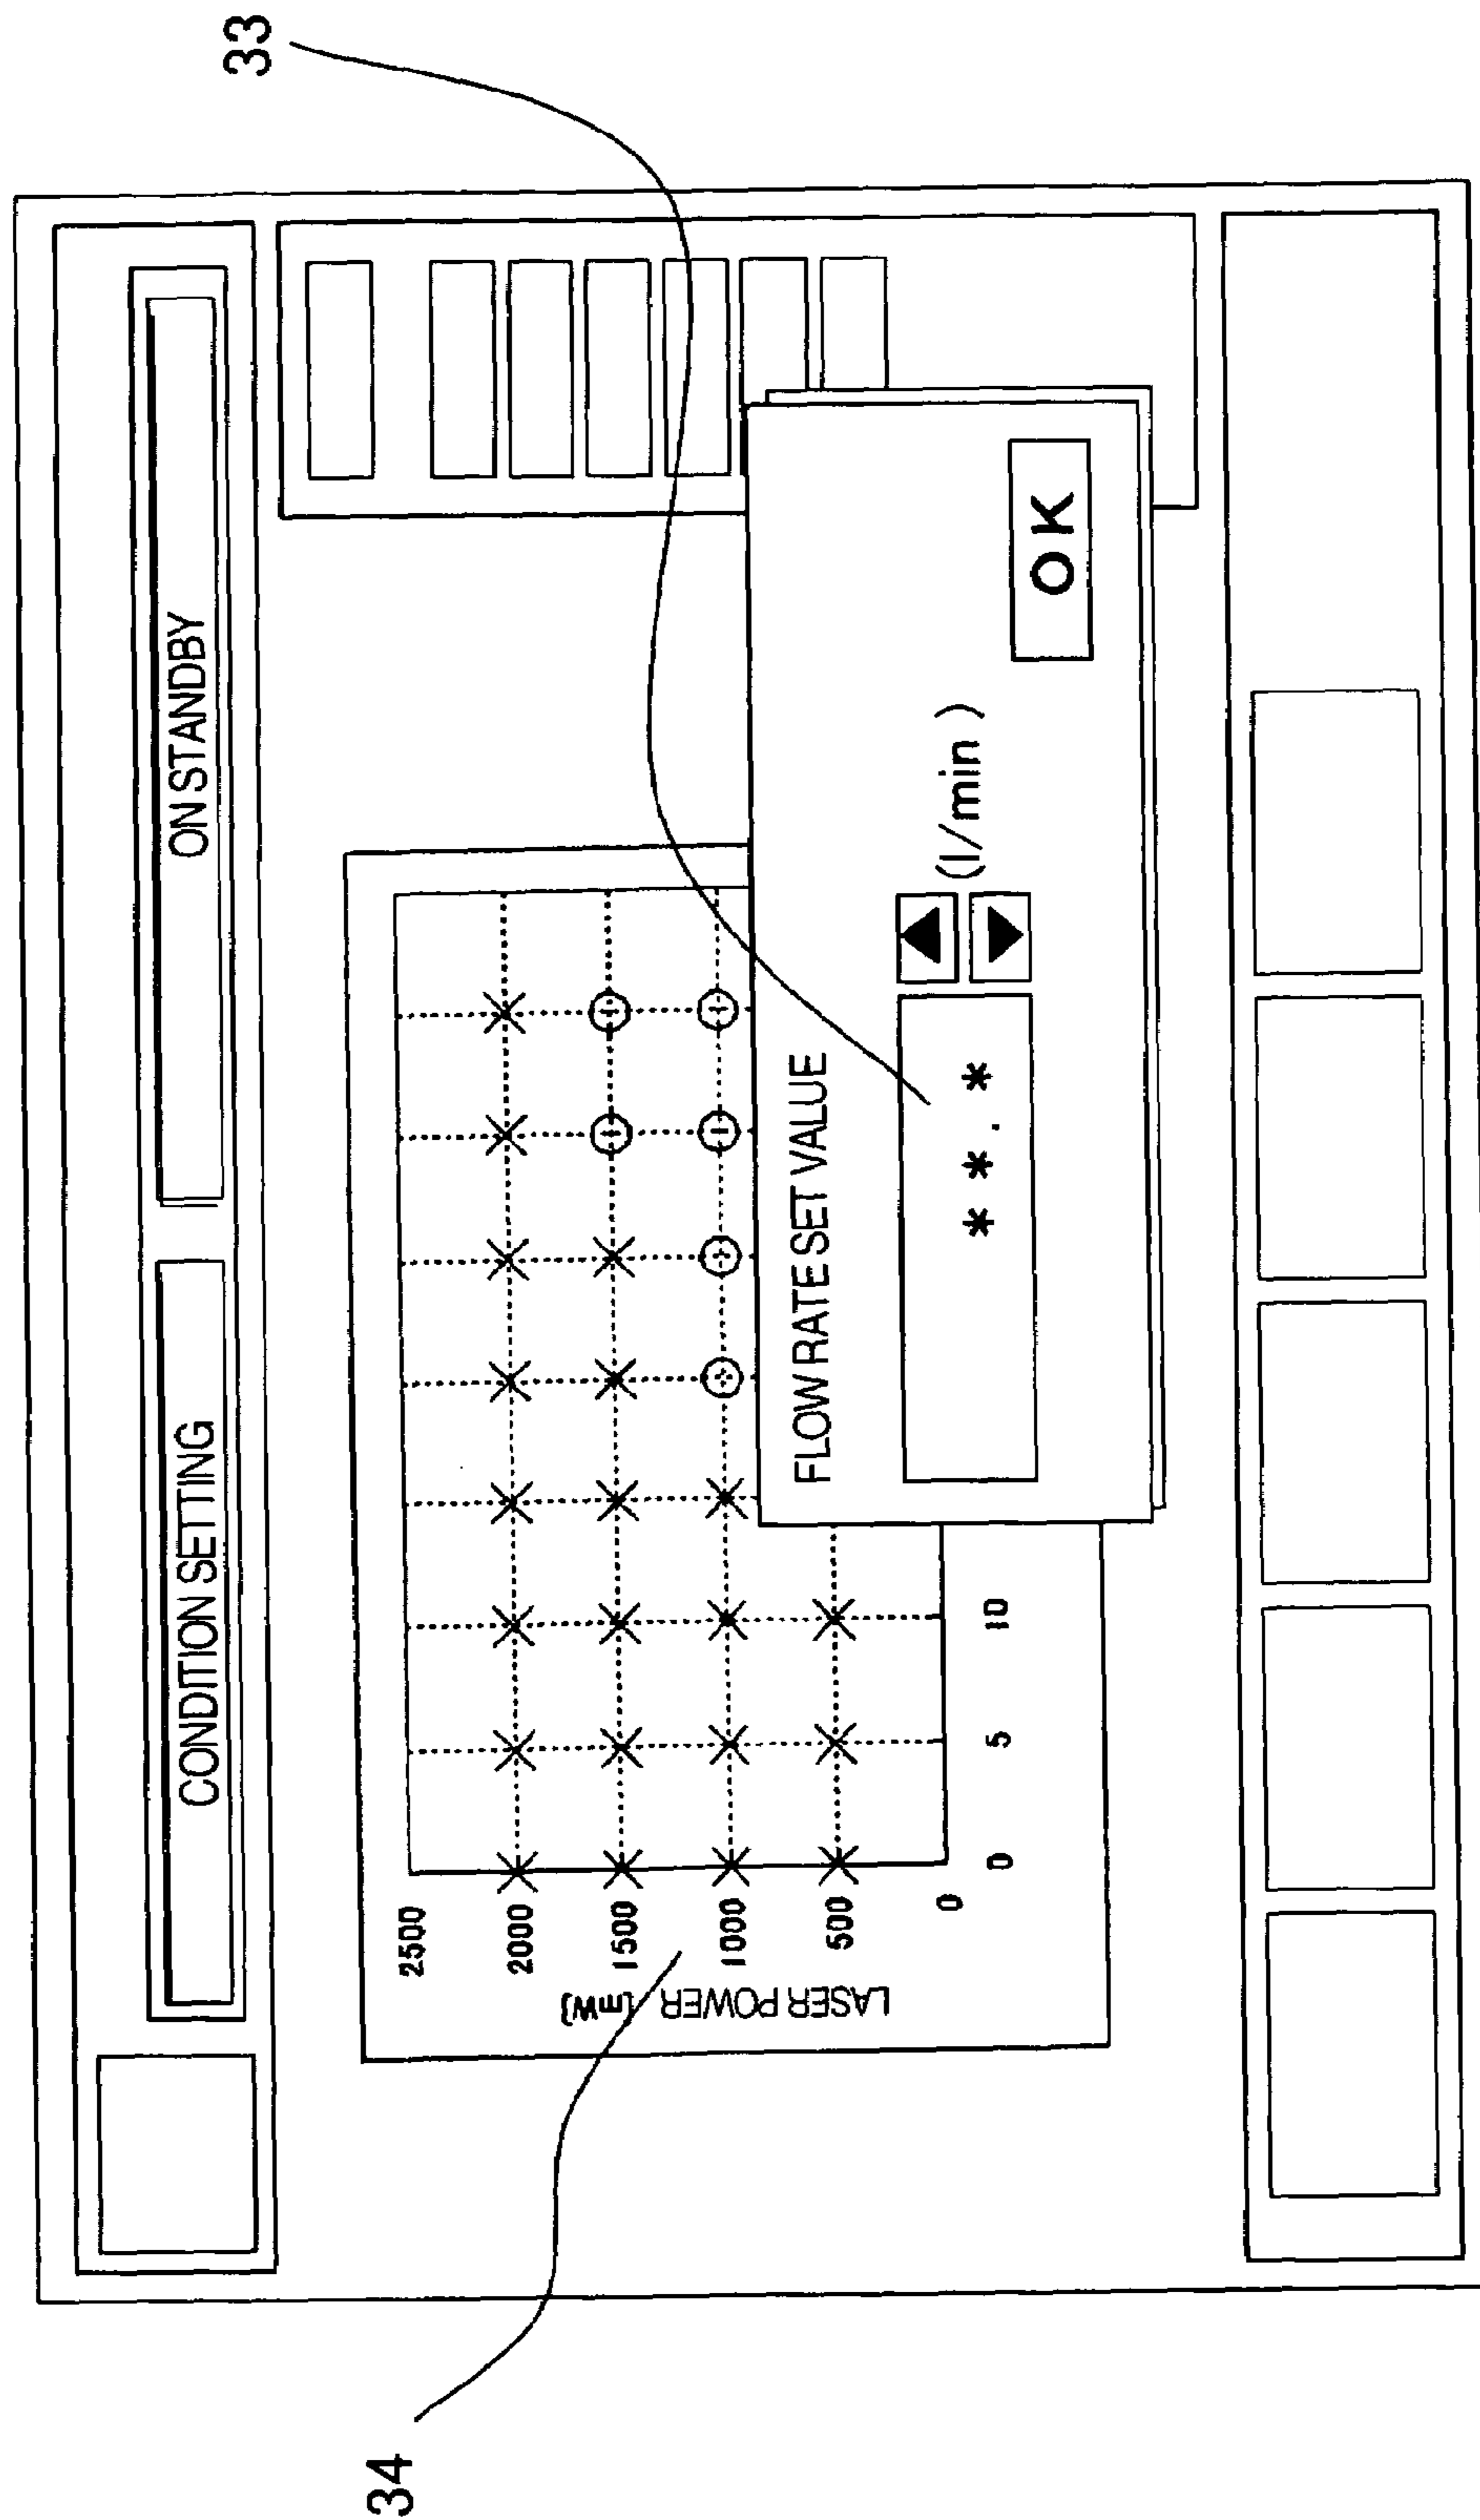 33
CONDITION SETTING
ON STANDBY
2500
2000
1500
1000
500
0
LASER POWER [mW]
0 5 10
FLOW RATE SET VALUE
* * . *
(l/min)
OK
34